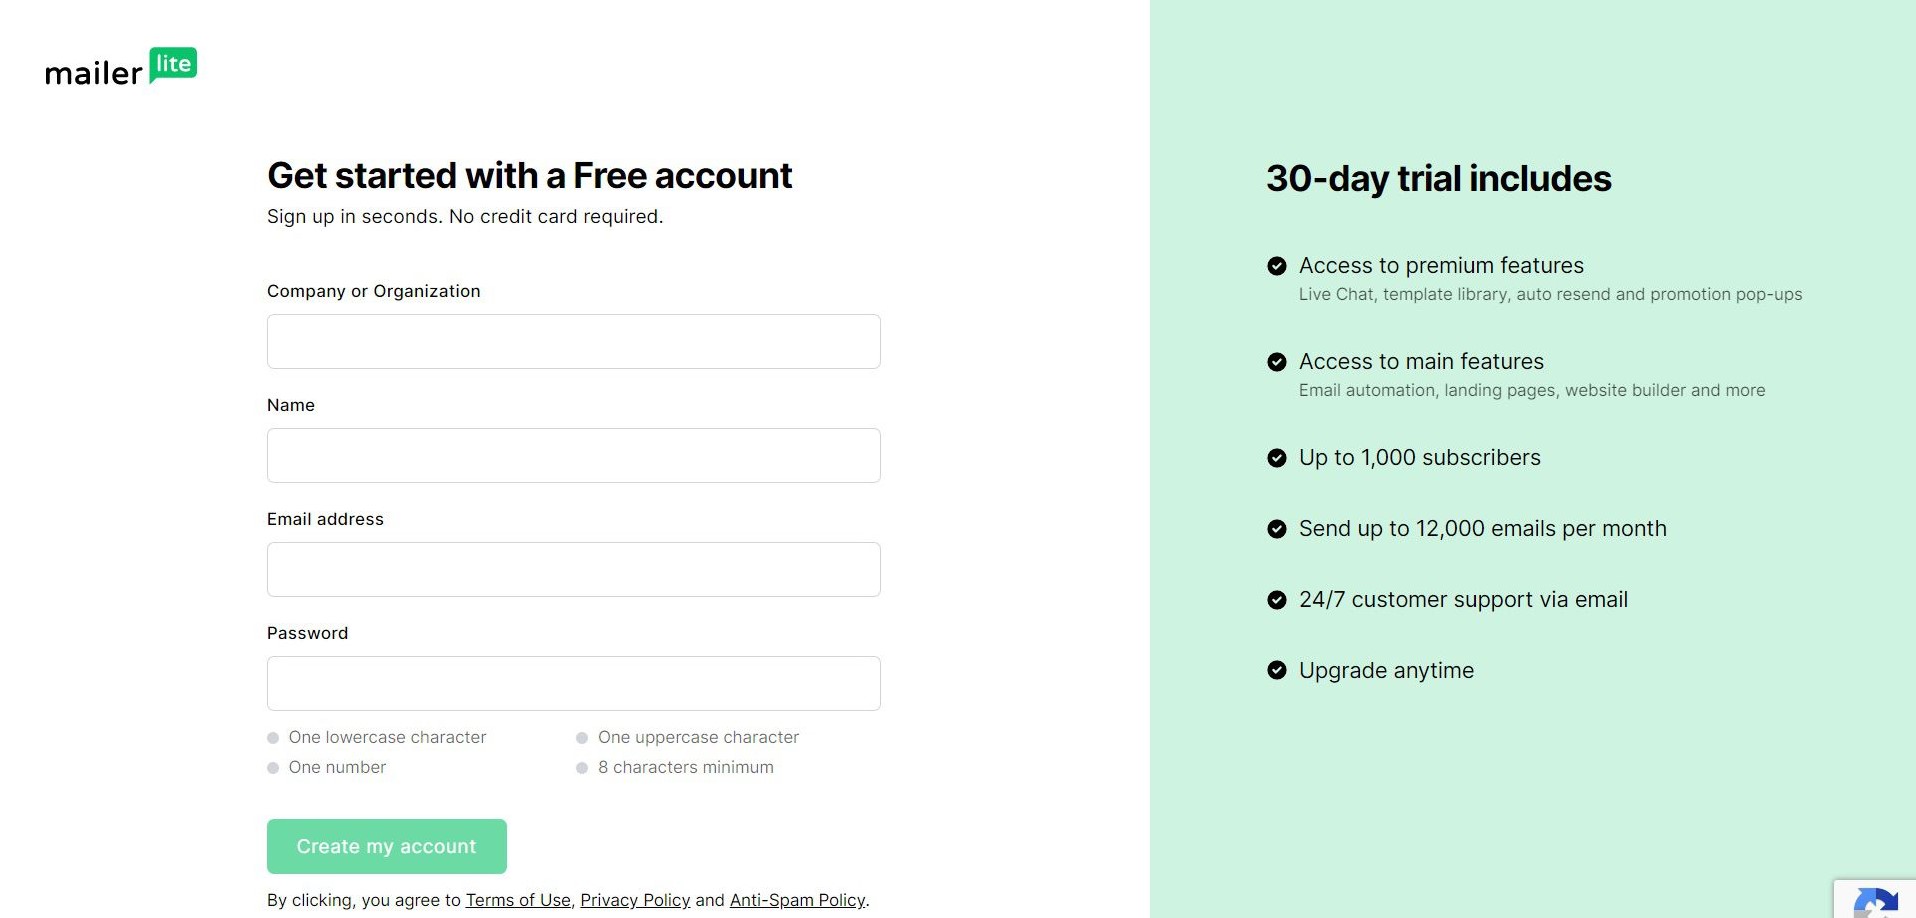 mailer lite
Get started with a Free account
Sign up in seconds. No credit card required.
Company or Organization
Name
Email address
Password
One lowercase character
One uppercase character
One number
8 characters minimum
Create my account
By clicking, you agree to Terms of Use, Privacy Policy and Anti-Spam Policy.
30-day trial includes
Access to premium features
Live Chat, template library, auto resend and promotion pop-ups
Access to main features
Email automation, landing pages, website builder and more
Up to 1,000 subscribers
Send up to 12,000 emails per month
24/7 customer support via email
Upgrade anytime